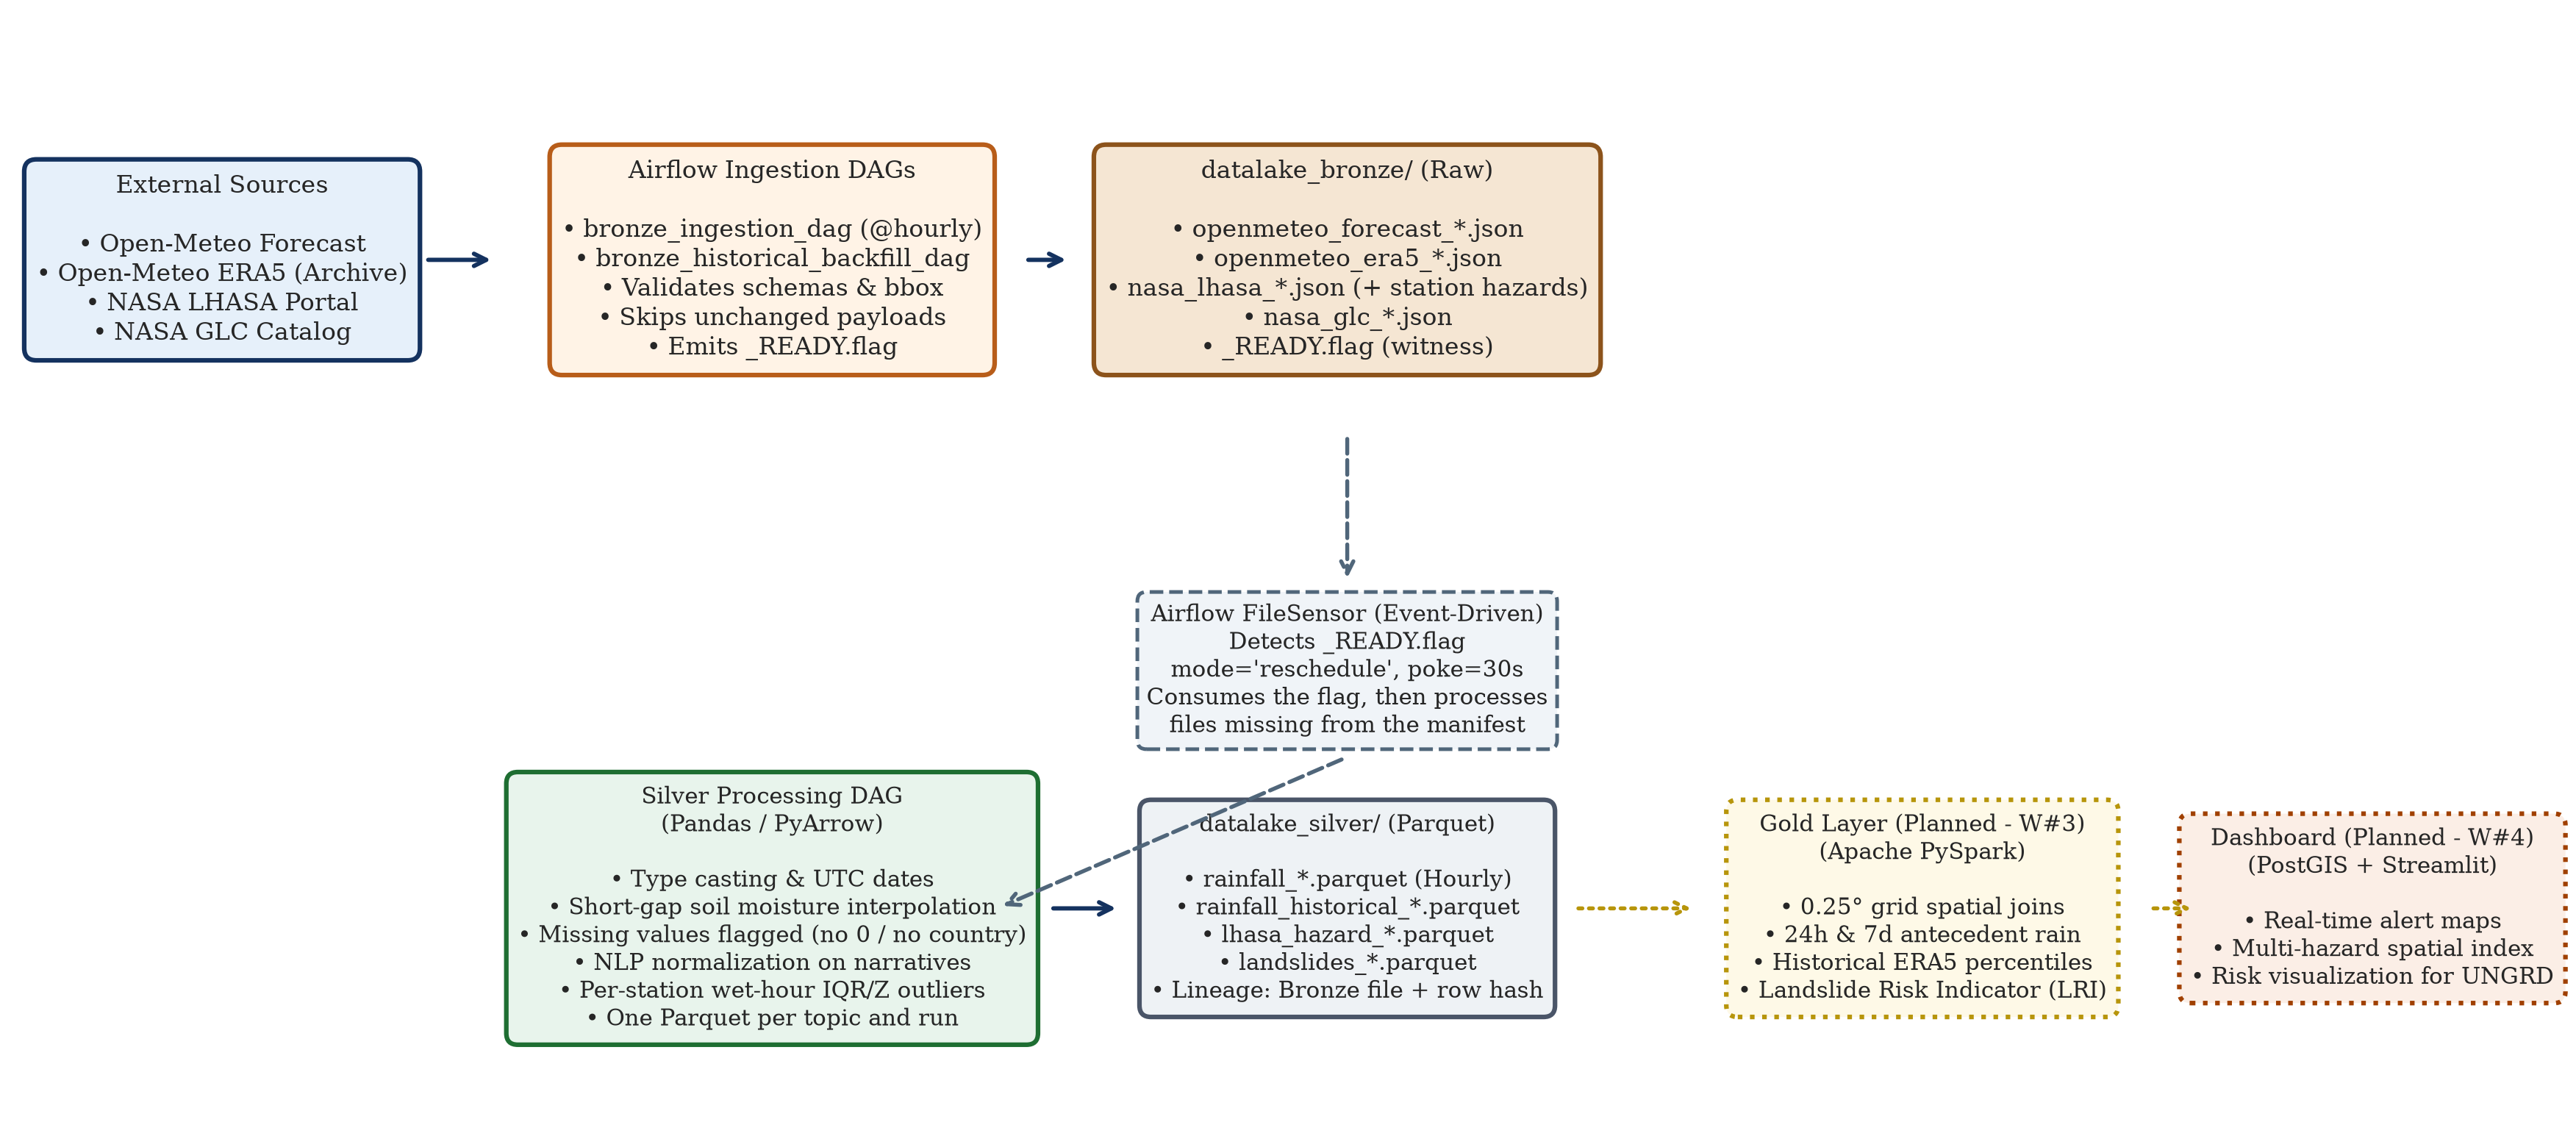 External Sources
• Open-Meteo Forecast
• Open-Meteo ERA5 (Archive)
• NASA LHASA Portal
• NASA GLC Catalog
Airflow Ingestion DAGs
• bronze_ingestion_dag (@hourly)
• bronze_historical_backfill_dag
• Validates schemas & bbox
• Skips unchanged payloads
• Emits _READY.flag
datalake_bronze/ (Raw)
• openmeteo_forecast_*.json
• openmeteo_era5_*.json
• nasa_lhasa_*.json (+ station hazards)
• nasa_glc_*.json
• _READY.flag (witness)
Airflow FileSensor (Event-Driven)
Detects _READY.flag
mode='reschedule', poke=30s
Consumes the flag, then processes
files missing from the manifest
Silver Processing DAG
(Pandas / PyArrow)
• Type casting & UTC dates
• Short-gap soil moisture interpolation
• Missing values flagged (no 0 / no country)
• NLP normalization on narratives
• Per-station wet-hour IQR/Z outliers
• One Parquet per topic and run
datalake_silver/ (Parquet)
• rainfall_*.parquet (Hourly)
• rainfall_historical_*.parquet
• lhasa_hazard_*.parquet
• landslides_*.parquet
• Lineage: Bronze file + row hash
Gold Layer (Planned - W#3)
(Apache PySpark)
• 0.25° grid spatial joins
• 24h & 7d antecedent rain
• Historical ERA5 percentiles
• Landslide Risk Indicator (LRI)
Dashboard (Planned - W#4)
(PostGIS + Streamlit)
• Real-time alert maps
• Multi-hazard spatial index
• Risk visualization for UNGRD